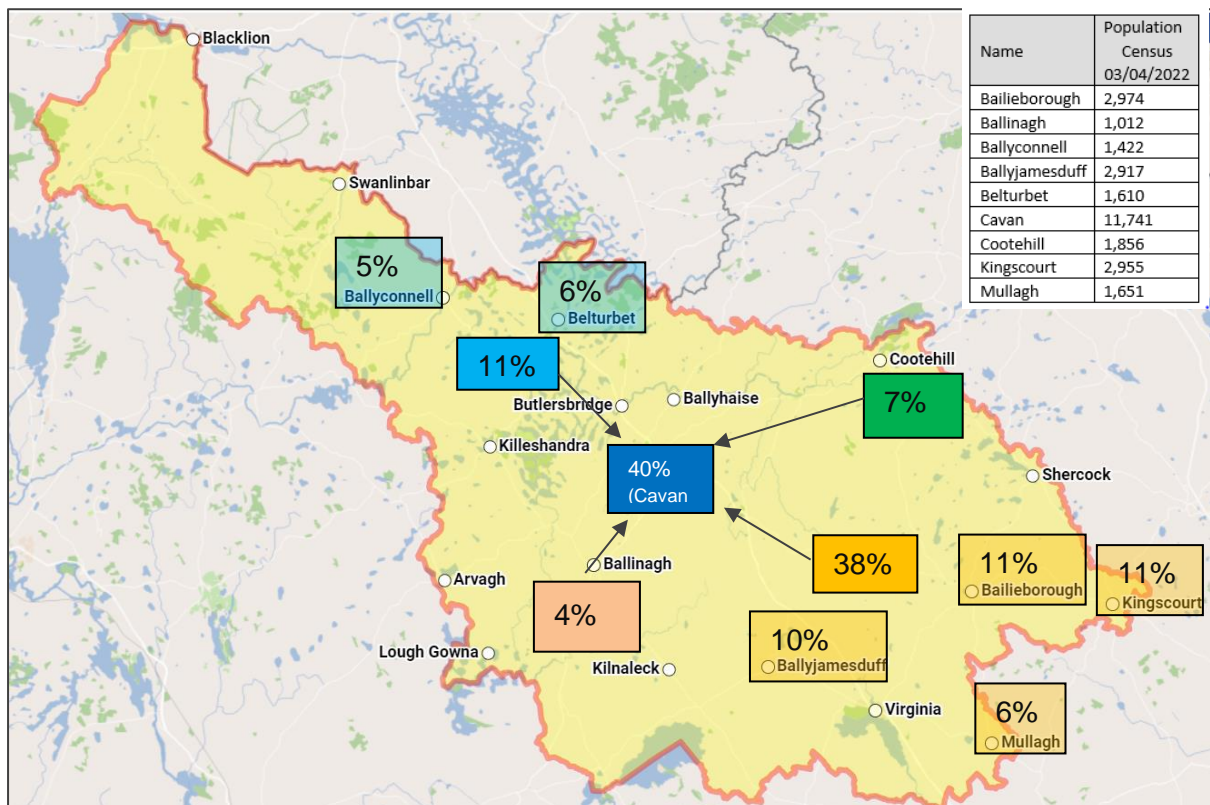 Blacklion
Name Population Census 03/04/2022
Bailieborough 2,974
Ballinagh 1,012
Ballyconnell 1,422
Ballyjamesduff 2,917
Belturbet 1,610
Cavan 11,741
Cootehill 1,856
Kingscourt 2,955
Mullagh 1,651
Swanlinbar
5%
Ballyconnell
6%
Belturbet
11%
Cootehill
7%
Butlersbridge
Ballyhaise
Killeshandra
40%
(Cavan
Shercock
Ballinagh
38%
11%
Bailieborough
11%
Kingscourt
Arvagh
4%
Lough Gowna
Kilnaleck
10%
Ballyjamesduff
Virginia
6%
Mullagh